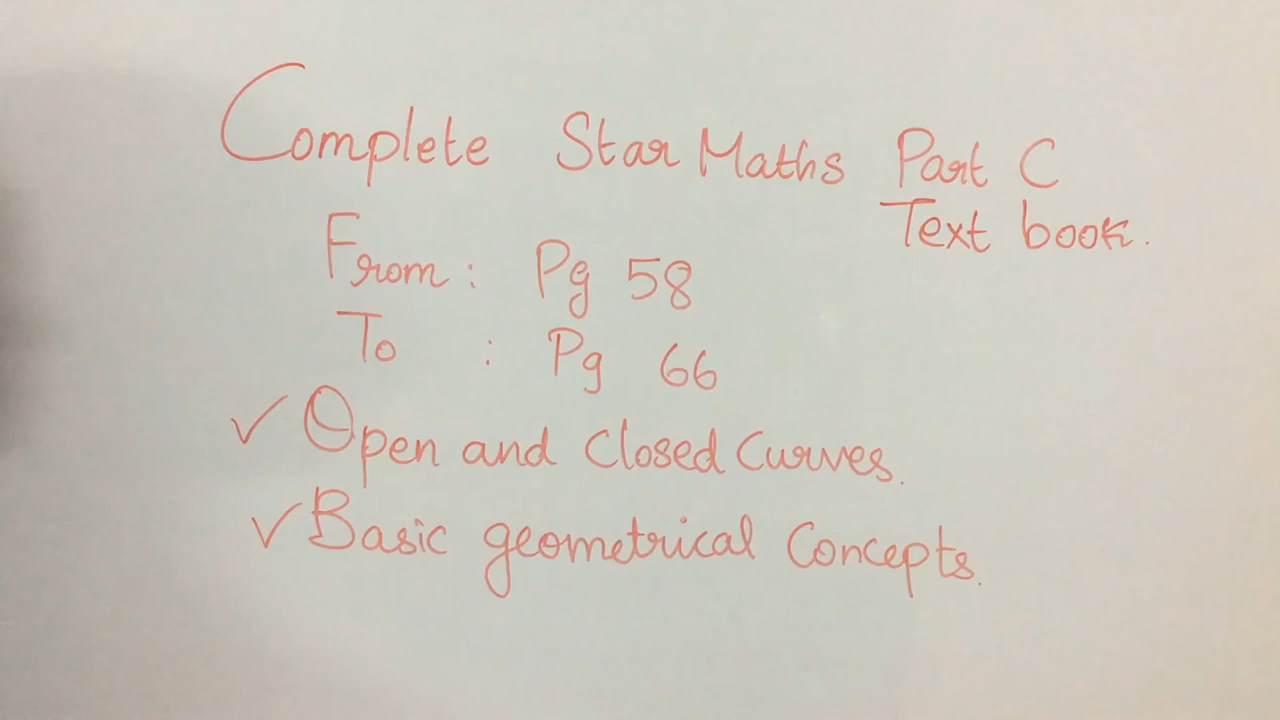 Complete Star Maths Part C
Text book.
From : Pg 58
To : Pg 66
✓ Open and Closed Curves.
✓ Basic geometrical Concepts.